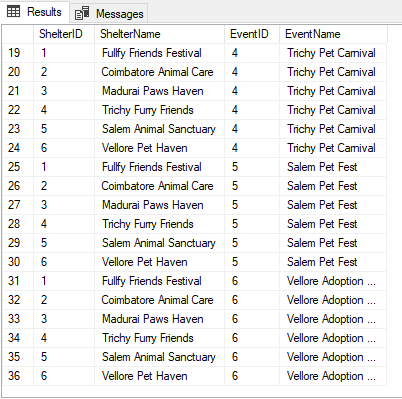 Results Messages
ShelterID ShelterName EventID EventName
19 1 Fullfy Friends Festival 4 Trichy Pet Carnival
20 2 Coimbatore Animal Care 4 Trichy Pet Carnival
21 3 Madurai Paws Haven 4 Trichy Pet Carnival
22 4 Trichy Furry Friends 4 Trichy Pet Carnival
23 5 Salem Animal Sanctuary 4 Trichy Pet Carnival
24 6 Vellore Pet Haven 4 Trichy Pet Carnival
25 1 Fullfy Friends Festival 5 Salem Pet Fest
26 2 Coimbatore Animal Care 5 Salem Pet Fest
27 3 Madurai Paws Haven 5 Salem Pet Fest
28 4 Trichy Furry Friends 5 Salem Pet Fest
29 5 Salem Animal Sanctuary 5 Salem Pet Fest
30 6 Vellore Pet Haven 5 Salem Pet Fest
31 1 Fullfy Friends Festival 6 Vellore Adoption ...
32 2 Coimbatore Animal Care 6 Vellore Adoption ...
33 3 Madurai Paws Haven 6 Vellore Adoption ...
34 4 Trichy Furry Friends 6 Vellore Adoption ...
35 5 Salem Animal Sanctuary 6 Vellore Adoption ...
36 6 Vellore Pet Haven 6 Vellore Adoption ...